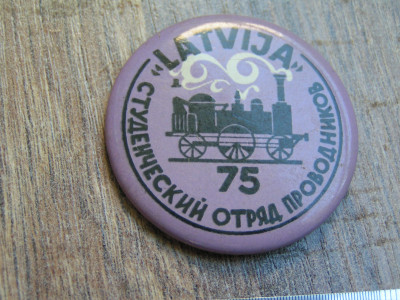 "LATVIJA"
75
СТУДЕНЧЕСКИЙ ОТРЯД ПРОВОДНИКОВ